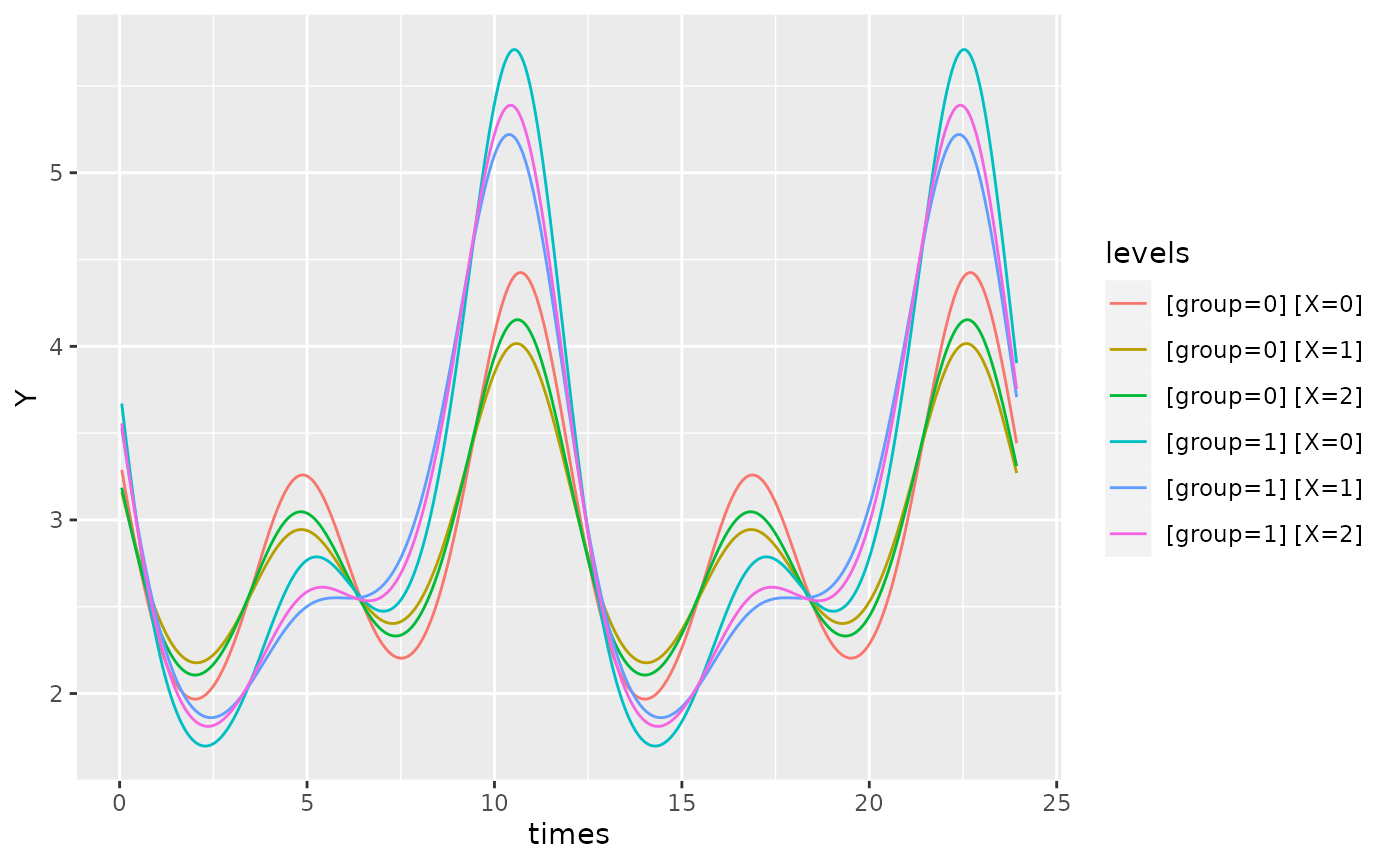 5
4
3
2
Y
0 5 10 15 20 25
times
levels
[group=0] [X=0]
[group=0] [X=1]
[group=0] [X=2]
[group=1] [X=0]
[group=1] [X=1]
[group=1] [X=2]